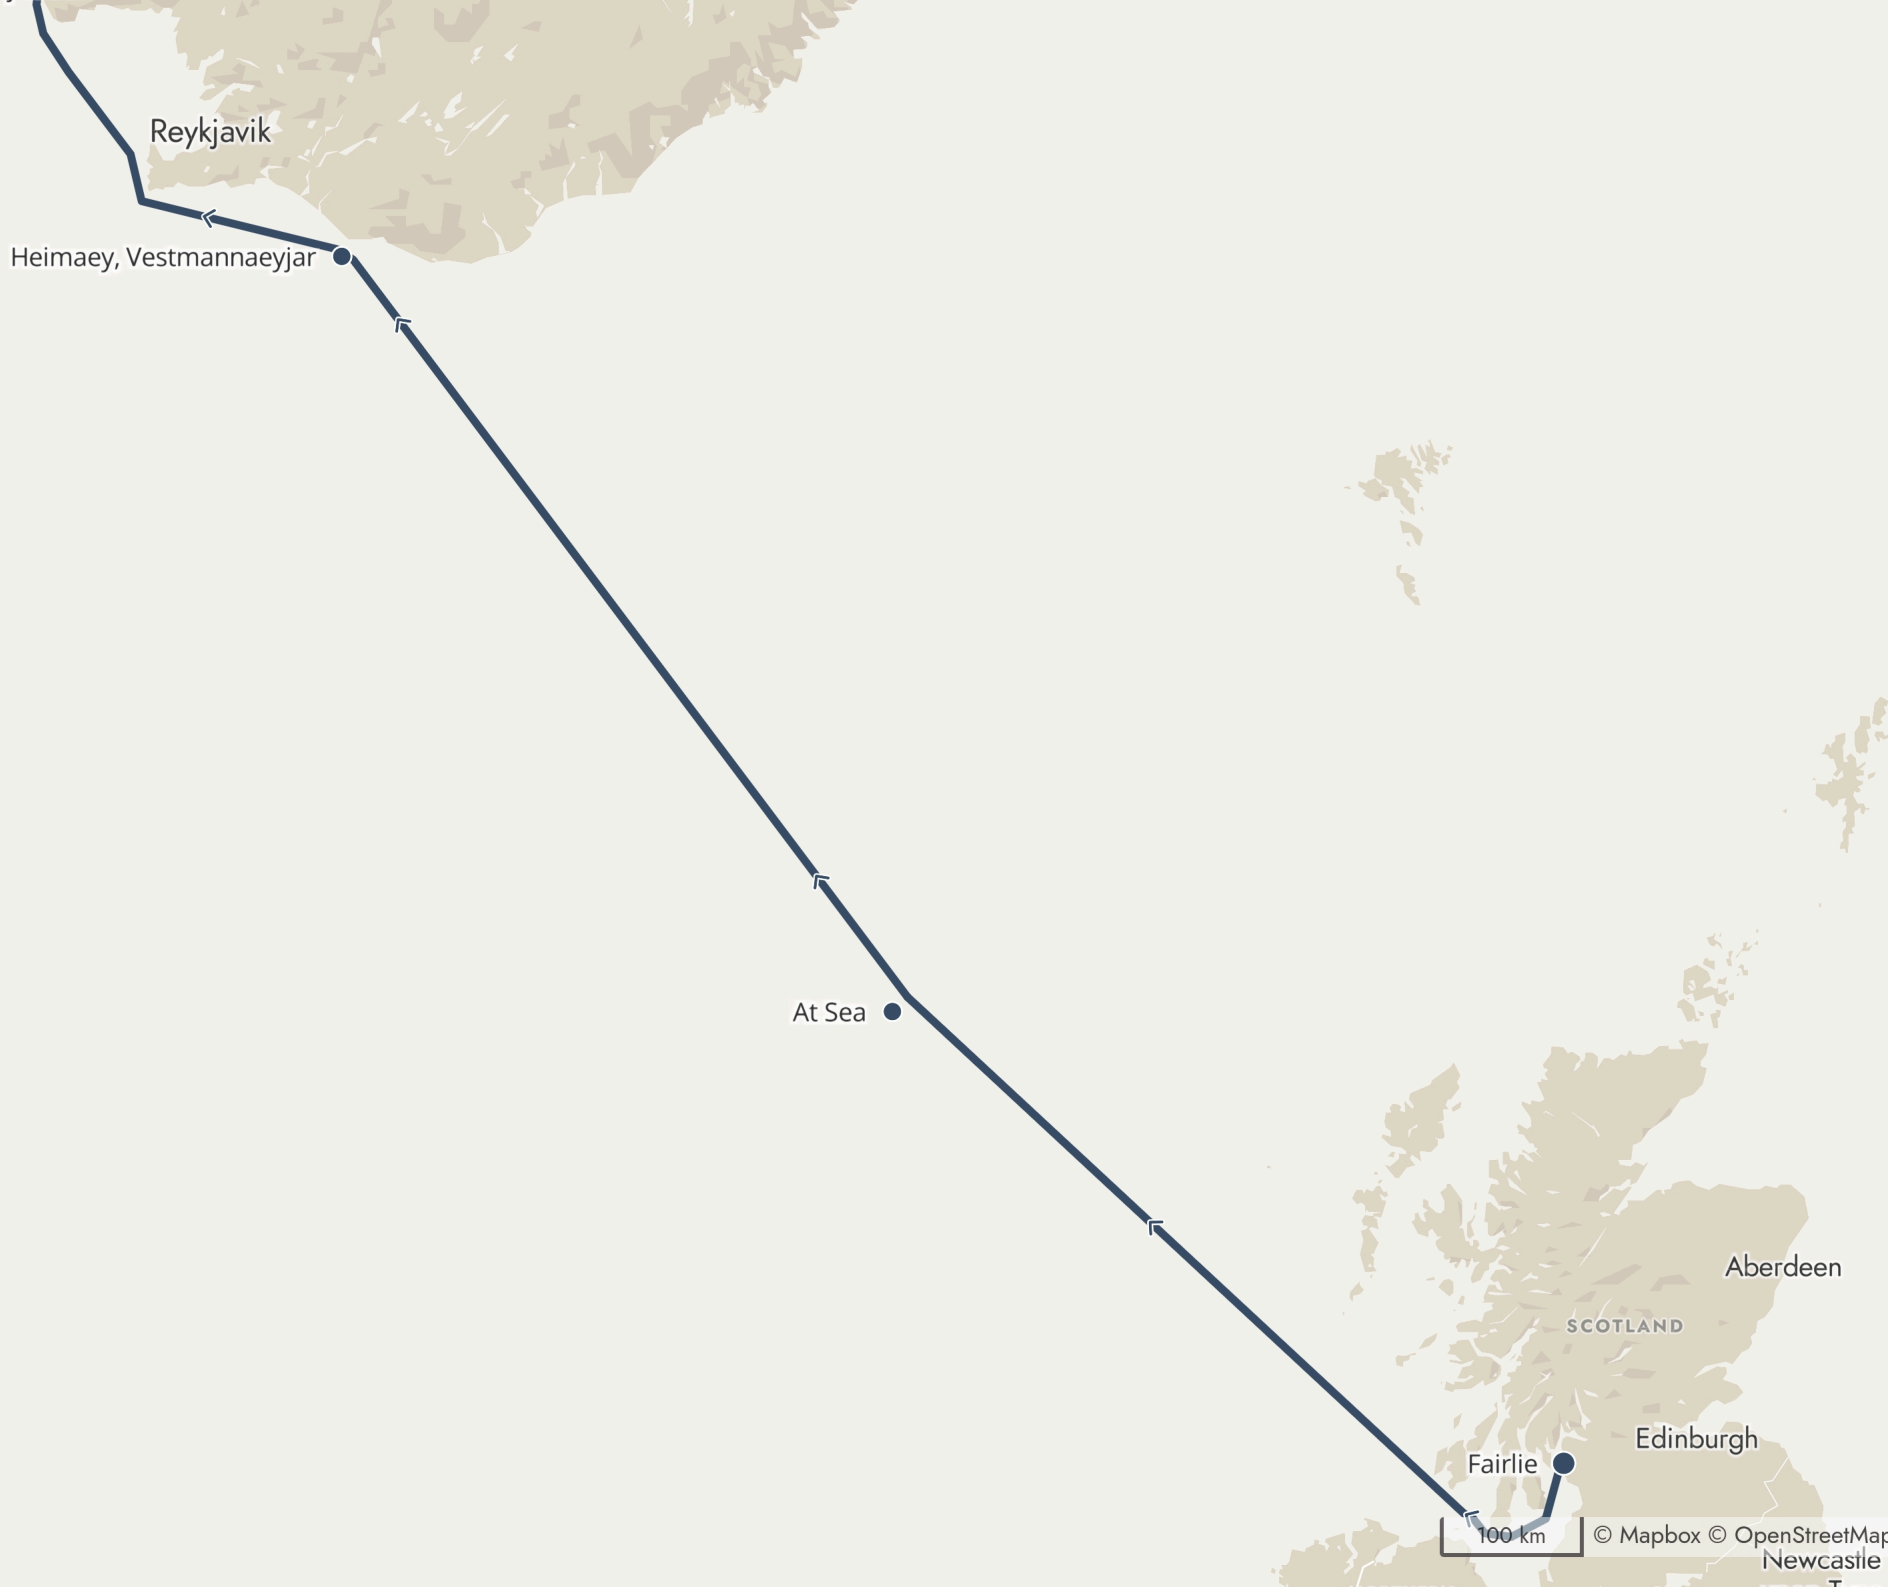 Reykjavik
Heimaey, Vestmannaeyjar
At Sea
Aberdeen
SCOTLAND
Edinburgh
Fairlie
100 km
© Mapbox © OpenStreetMap
Newcastle